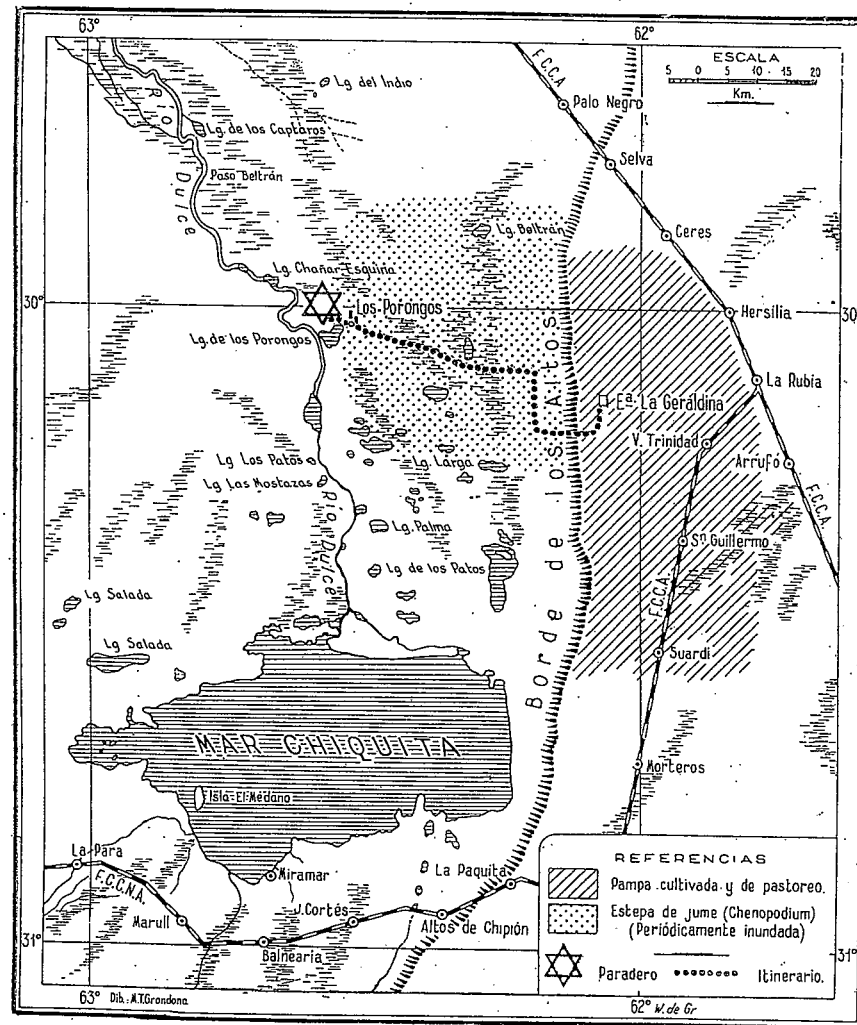 63°
62°
ESCALA
5 0 5 10 20
Km.
F.C.C.A
Palo Negro
Selva
Ceres
Hersilia
La Rubia
Arrufó
F.C.C.A.
Lg del Indio
Lg. de los Captaros
Río Dulce
Paso Beltrán
Lg. Beltrán
Lg. Chañar Esquina
30°
30°
Los Porongos
Lg. de los Porongos
Eª La Geráldina
V. Trinidad
Lg Los Patos
Lg Las Mostazas
Lg. Larga
Lg. Palma
Río Dulce
Lg de los Patos
Borde de los Altos
Sn Guillermo
F.C.C.A.
Suardi
Morteros
Lg Salada
Lg Salada
MAR CHIQUITA
Isla El Médano
La Para
F.C.C.N.A.
Marull
Miramar
Balnearia
J. Cortés
Altos de Chipión
La Paquita
31°
31°
REFERENCIAS
Pampa cultivada y de pastoreo.
Estepa de jume (Chenopodium)
(Periódicamente inundada)
Paradero
Itinerario.
63°
Dib.: M.T.Grondona
62° W. de Gr